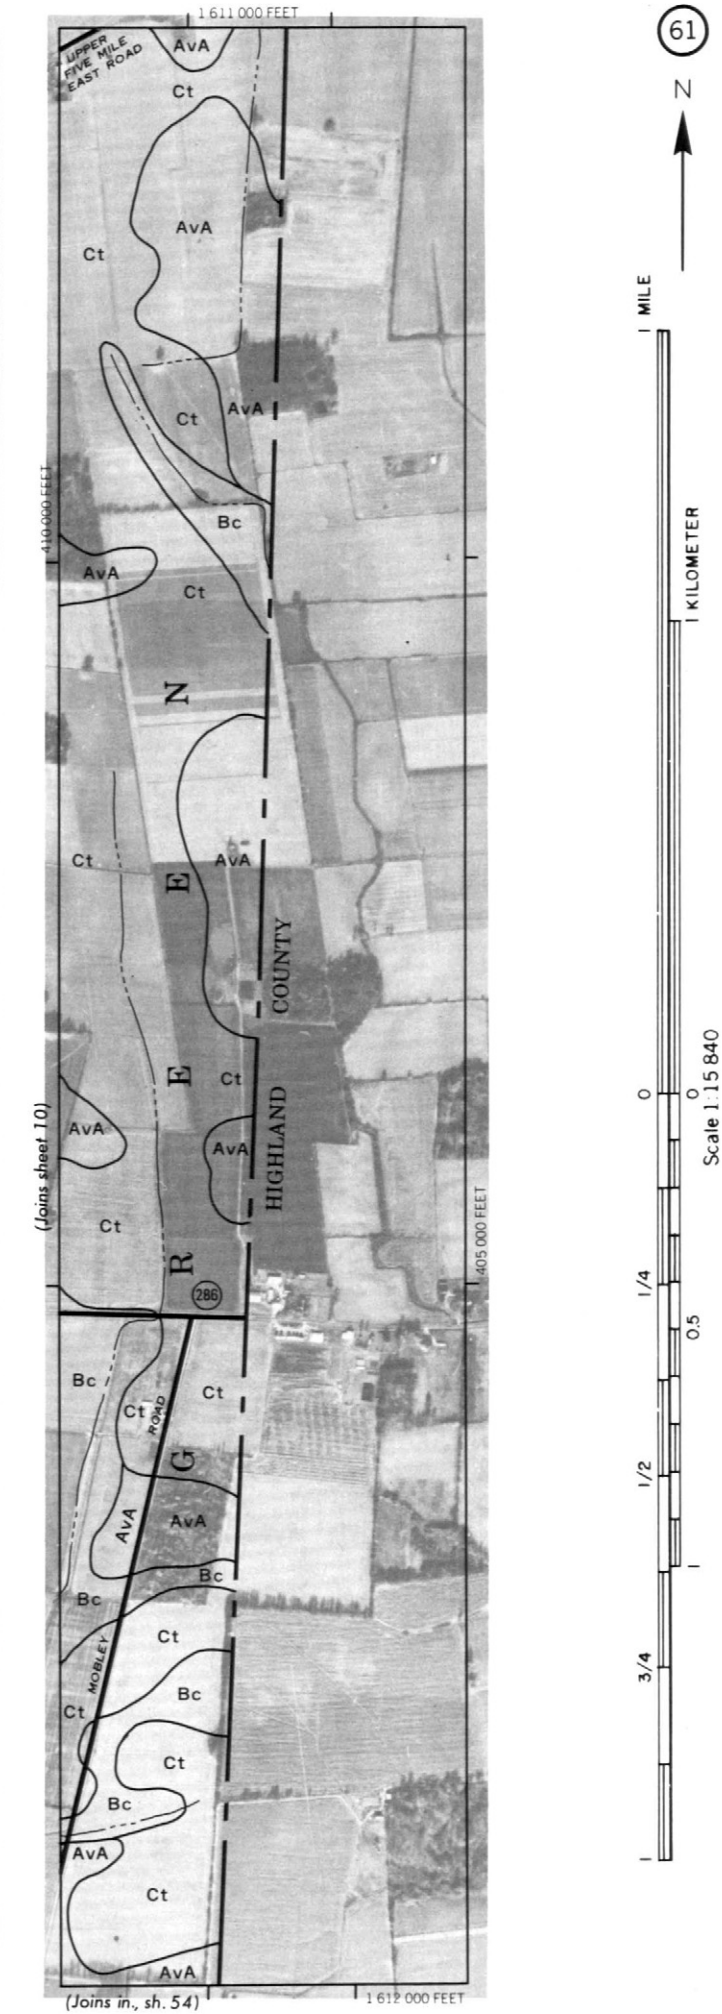 1 611 000 FEET
61
UPPER
FIVE MILE
EAST ROAD
AvA
N
Ct
AvA
Ct
1 MILE
Ct
AvA
410 000 FEET
Bc
1 KILOMETER
AvA
Ct
N
Ct
AvA
E
COUNTY
Scale 1:15 840
0
0
E
Ct
HIGHLAND
(Joins sheet 10)
AvA
AvA
405 000 FEET
Ct
R
286
1/4
0.5
Bc
Ct
Ct
ROAD
G
1/2
AvA
AvA
Bc
1
Bc
Ct
MOBLEY
3/4
Bc
Ct
Ct
Bc
AvA
1
Ct
AvA
(Joins in., sh. 54)
1 612 000 FEET